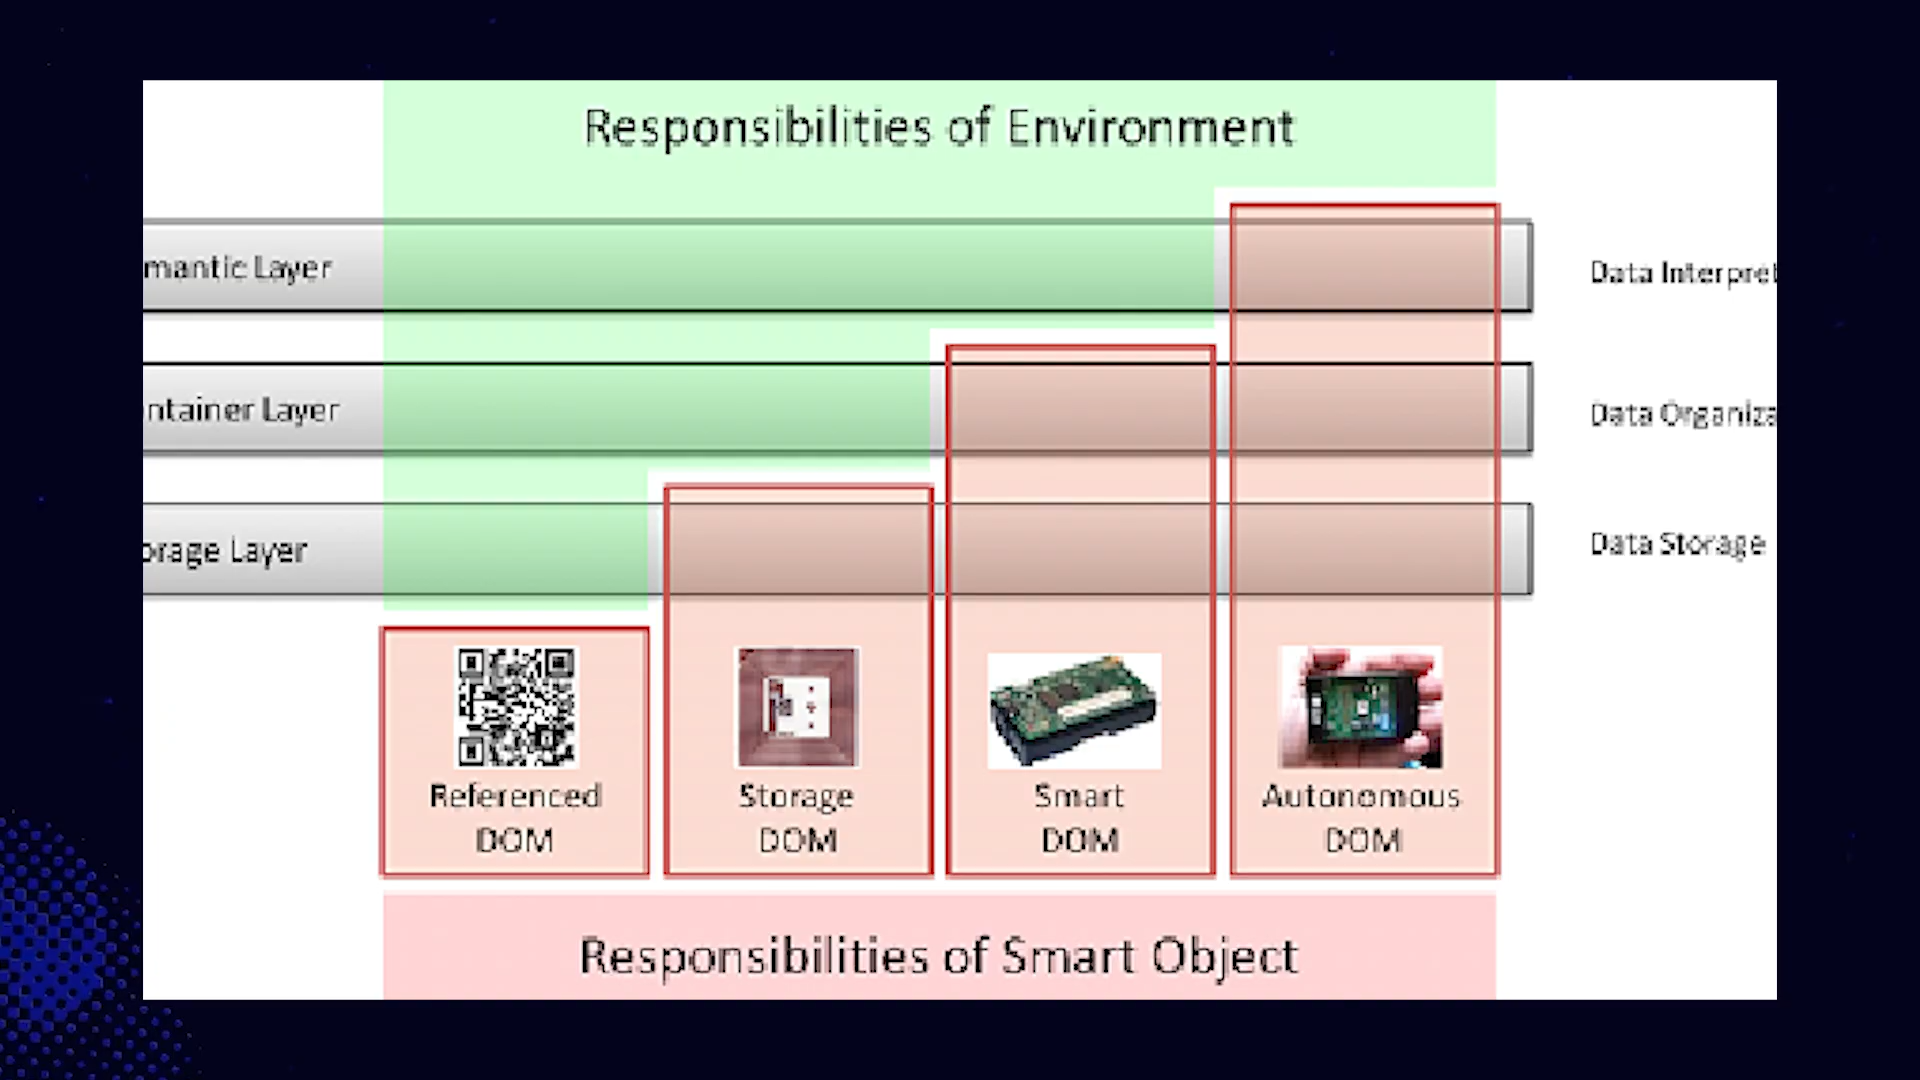 Responsibilities of Environment
mantic Layer
Data Interpret
ntainer Layer
Data Organiza
orage Layer
Data Storage
Referenced
DOM
Storage
DOM
Smart
DOM
Autonomous
DOM
Responsibilities of Smart Object